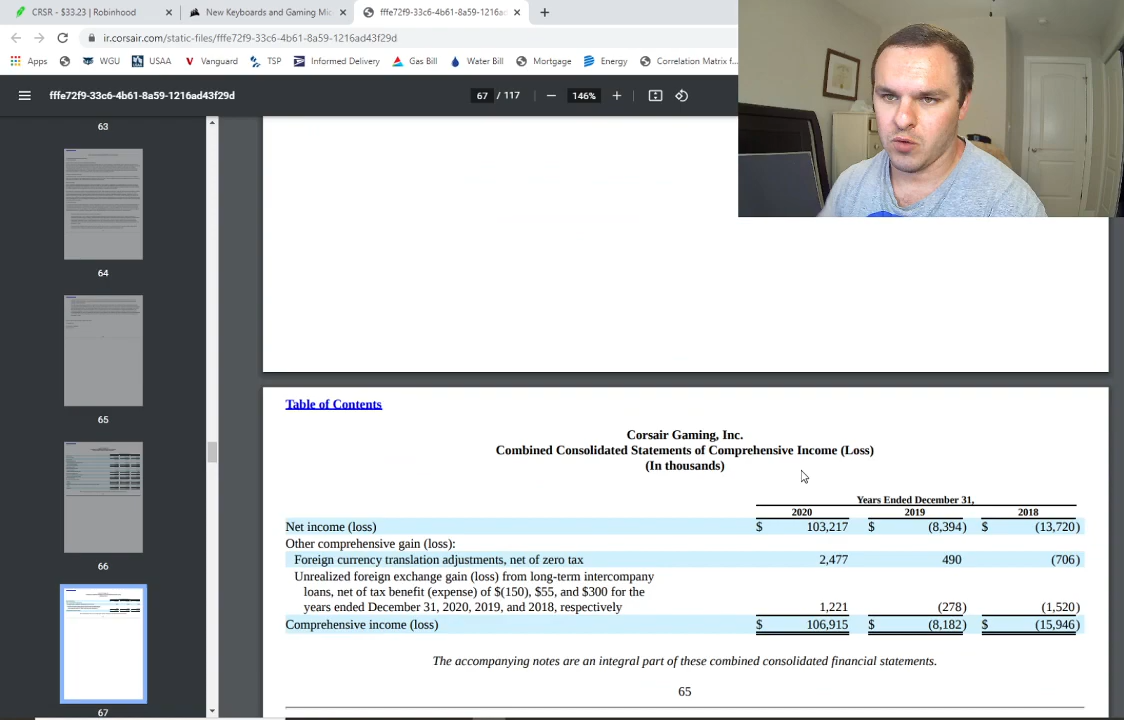 CRSR - $33.23 | Robinhood
New Keyboards and Gaming Mic
fffe72f9-33c6-4b61-8a59-1216ad
ir.corsair.com/static-files/fffe72f9-33c6-4b61-8a59-1216ad43f29d
Apps WGU USAA Vanguard TSP Informed Delivery Gas Bill Water Bill Mortgage Energy Correlation Matrix f...
fffe72f9-33c6-4b61-8a59-1216ad43f29d
67 / 117
146%
63
64
65
66
67
Table of Contents
Corsair Gaming, Inc.
Combined Consolidated Statements of Comprehensive Income (Loss)
(In thousands)
Years Ended December 31,
2020 2019 2018
Net income (loss) $ 103,217 $ (8,394) $ (13,720)
Other comprehensive gain (loss):
Foreign currency translation adjustments, net of zero tax 2,477 490 (706)
Unrealized foreign exchange gain (loss) from long-term intercompany
loans, net of tax benefit (expense) of $(150), $55, and $300 for the
years ended December 31, 2020, 2019, and 2018, respectively 1,221 (278) (1,520)
Comprehensive income (loss) $ 106,915 $ (8,182) $ (15,946)
The accompanying notes are an integral part of these combined consolidated financial statements.
65